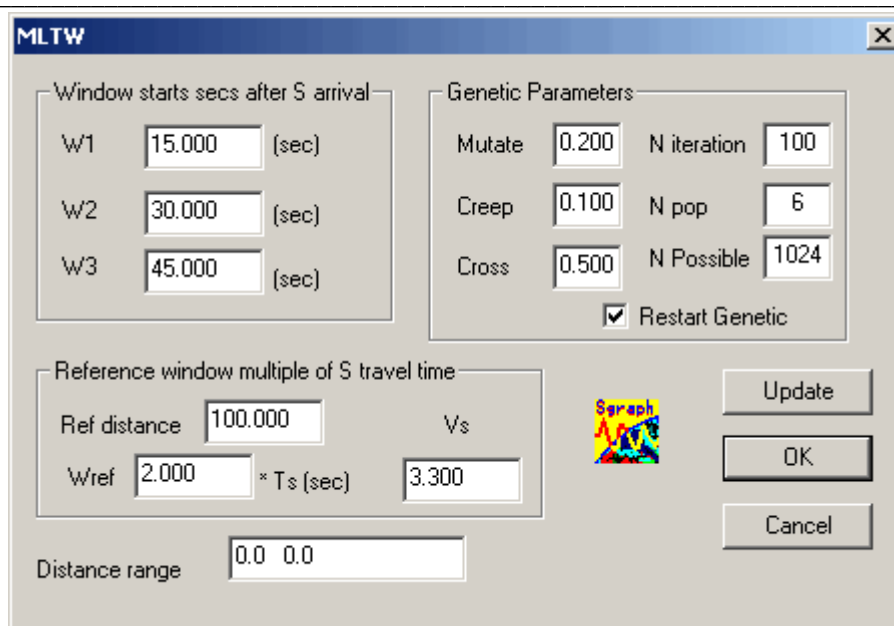 MLTW
Window starts secs after S arrival
W1 15.000 (sec)
W2 30.000 (sec)
W3 45.000 (sec)
Genetic Parameters
Mutate 0.200 N iteration 100
Creep 0.100 N pop 6
Cross 0.500 N Possible 1024
Restart Genetic
Reference window multiple of S travel time
Ref distance 100.000 Vs
Wref 2.000 * Ts (sec) 3.300
Distance range 0.0 0.0
Sgraph
Update
OK
Cancel